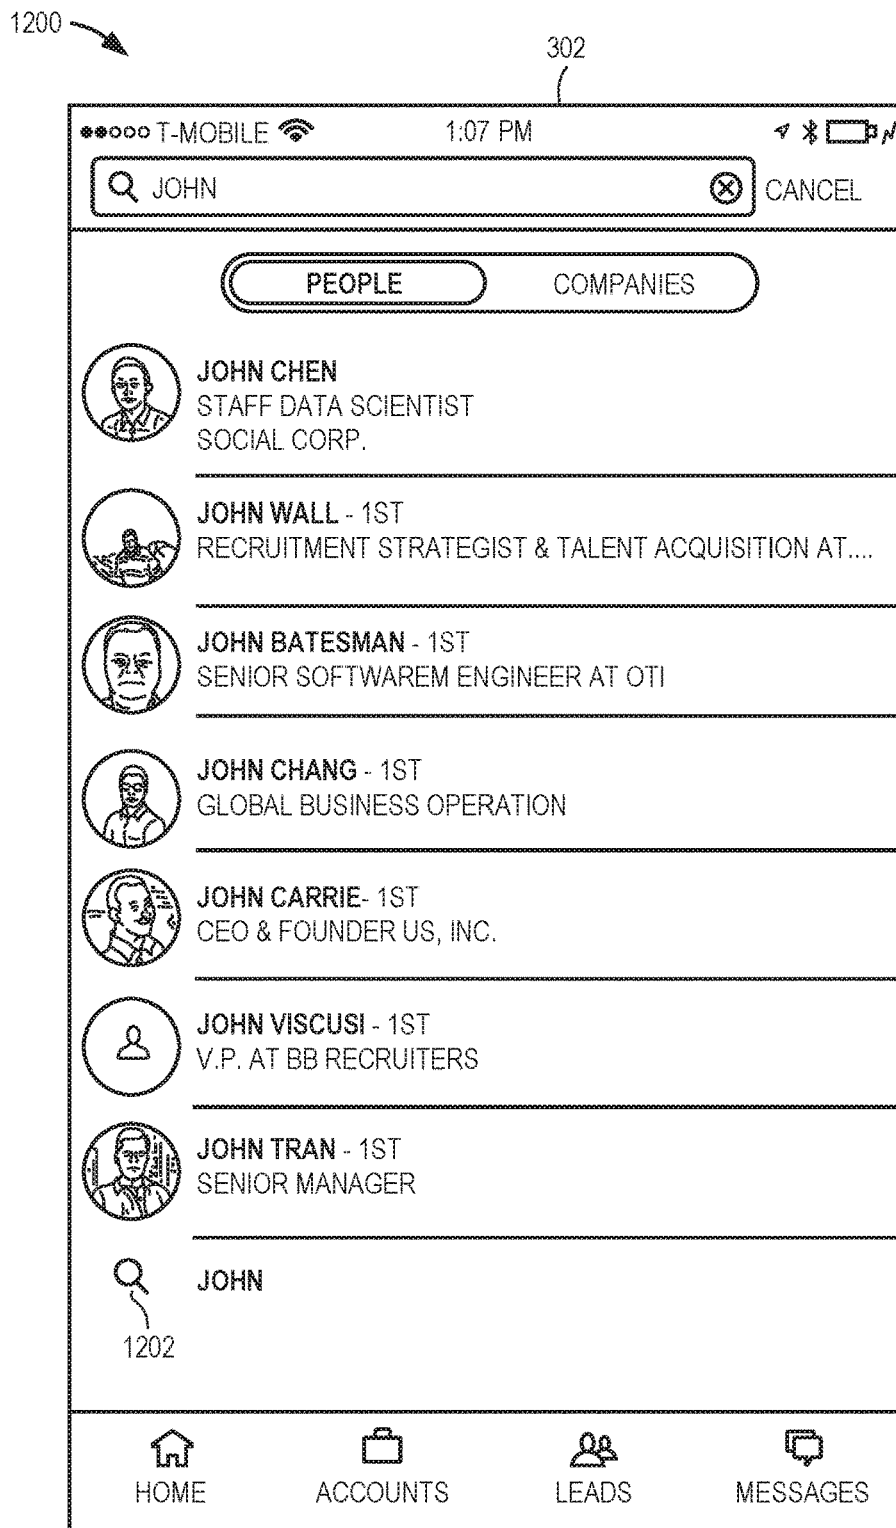 1200
302
T-MOBILE 1:07 PM
JOHN CANCEL
PEOPLE COMPANIES
JOHN CHEN
STAFF DATA SCIENTIST
SOCIAL CORP.
JOHN WALL - 1ST
RECRUITMENT STRATEGIST & TALENT ACQUISITION AT....
JOHN BATESMAN - 1ST
SENIOR SOFTWAREM ENGINEER AT OTI
JOHN CHANG - 1ST
GLOBAL BUSINESS OPERATION
JOHN CARRIE- 1ST
CEO & FOUNDER US, INC.
JOHN VISCUSI - 1ST
V.P. AT BB RECRUITERS
JOHN TRAN - 1ST
SENIOR MANAGER
JOHN
1202
HOME ACCOUNTS LEADS MESSAGES